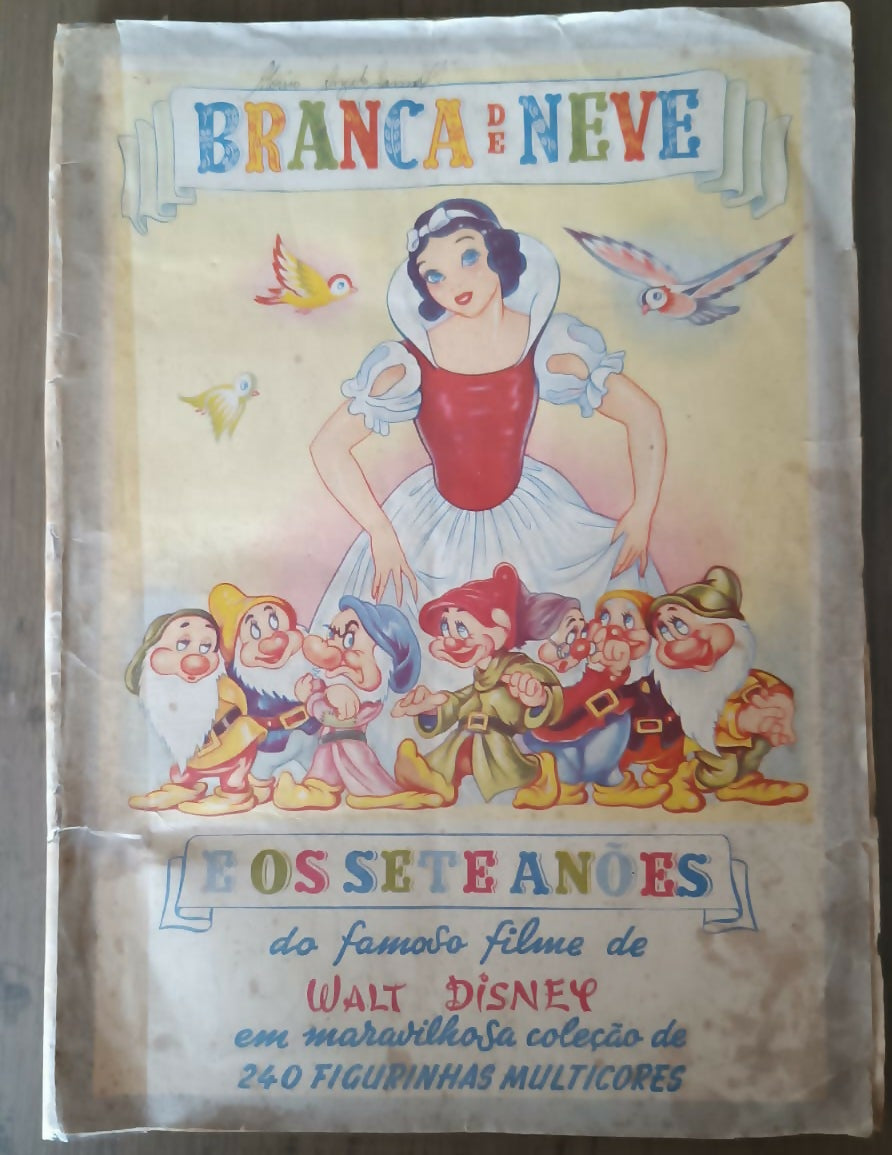 BRANCA DE NEVE
E OS SETE ANÕES
do famoso filme de
WALT DISNEY
em maravilhosa coleção de
240 FIGURINHAS MULTICORES